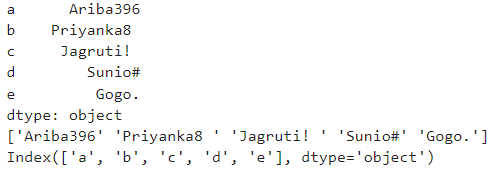 a      Ariba396
b    Priyanka8 
c     Jagruti! 
d        Sunio#
e         Gogo.
dtype: object
['Ariba396' 'Priyanka8 ' 'Jagruti! ' 'Sunio#' 'Gogo.']
Index(['a', 'b', 'c', 'd', 'e'], dtype='object')